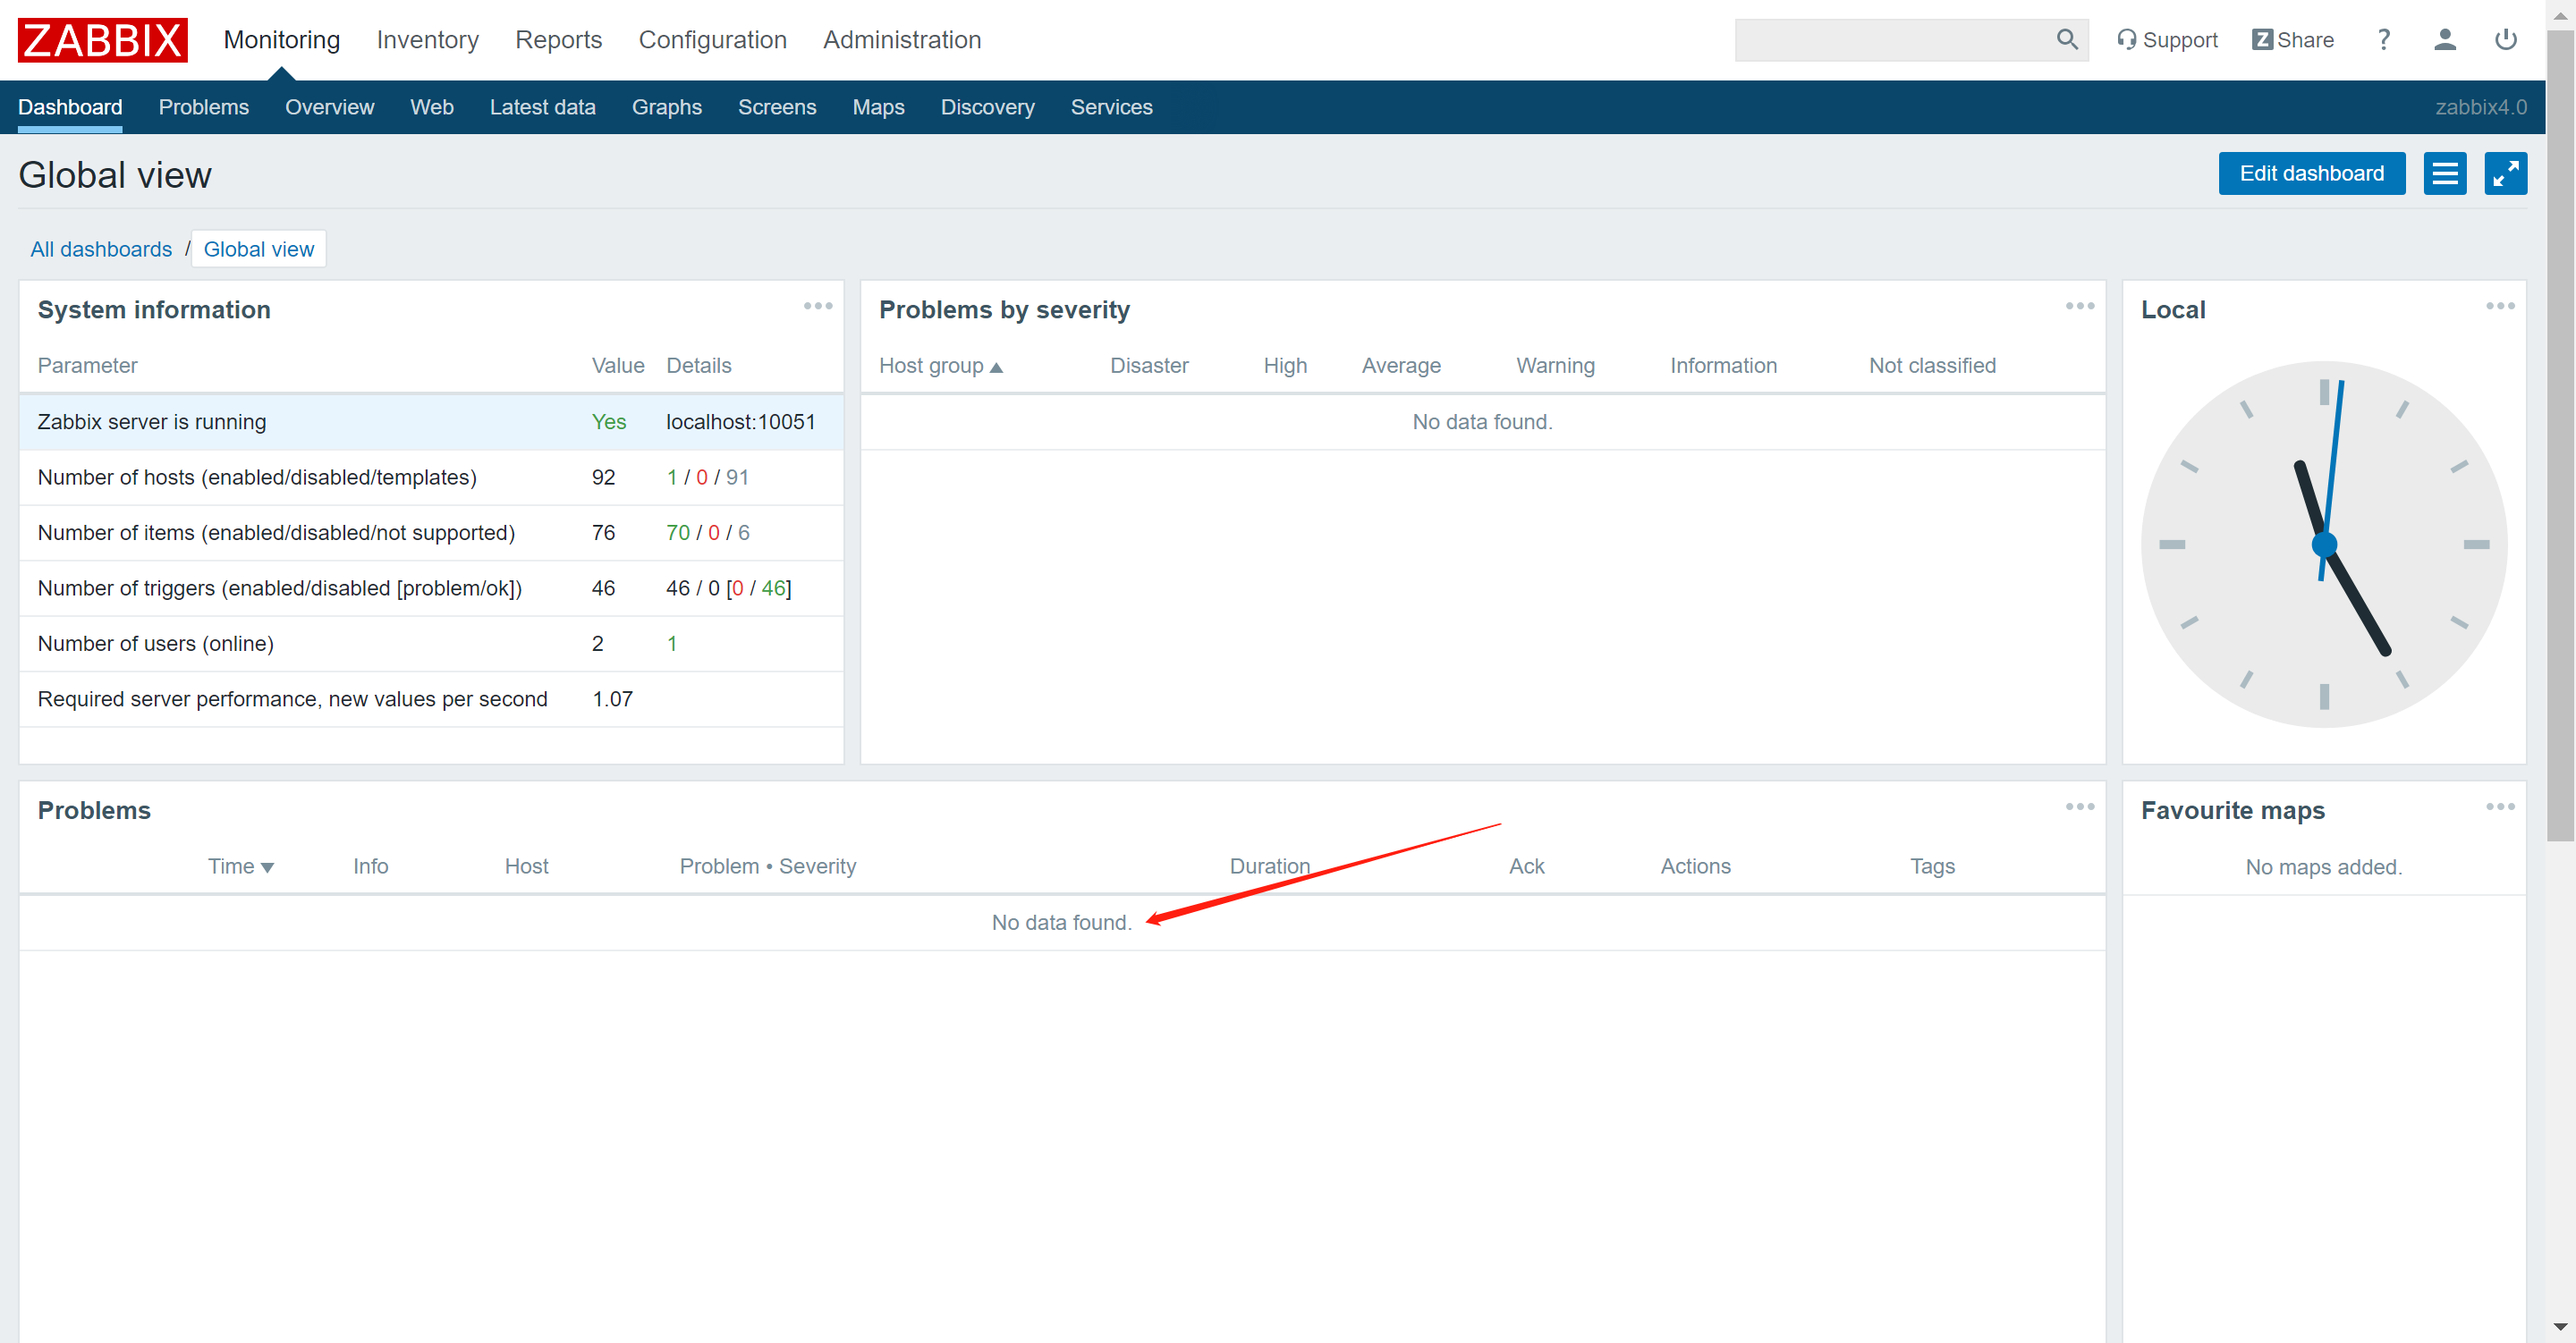 ZABBIX Monitoring Inventory Reports Configuration Administration Support Z Share ?
Dashboard Problems Overview Web Latest data Graphs Screens Maps Discovery Services zabbix4.0
Global view Edit dashboard
All dashboards / Global view
System information
Parameter Value Details
Zabbix server is running Yes localhost:10051
Number of hosts (enabled/disabled/templates) 92 1 / 0 / 91
Number of items (enabled/disabled/not supported) 76 70 / 0 / 6
Number of triggers (enabled/disabled [problem/ok]) 46 46 / 0 [0 / 46]
Number of users (online) 2 1
Required server performance, new values per second 1.07
Problems by severity
Host group Disaster High Average Warning Information Not classified
No data found.
Local
Problems
Time Info Host Problem • Severity Duration Ack Actions Tags
No data found.
Favourite maps
No maps added.